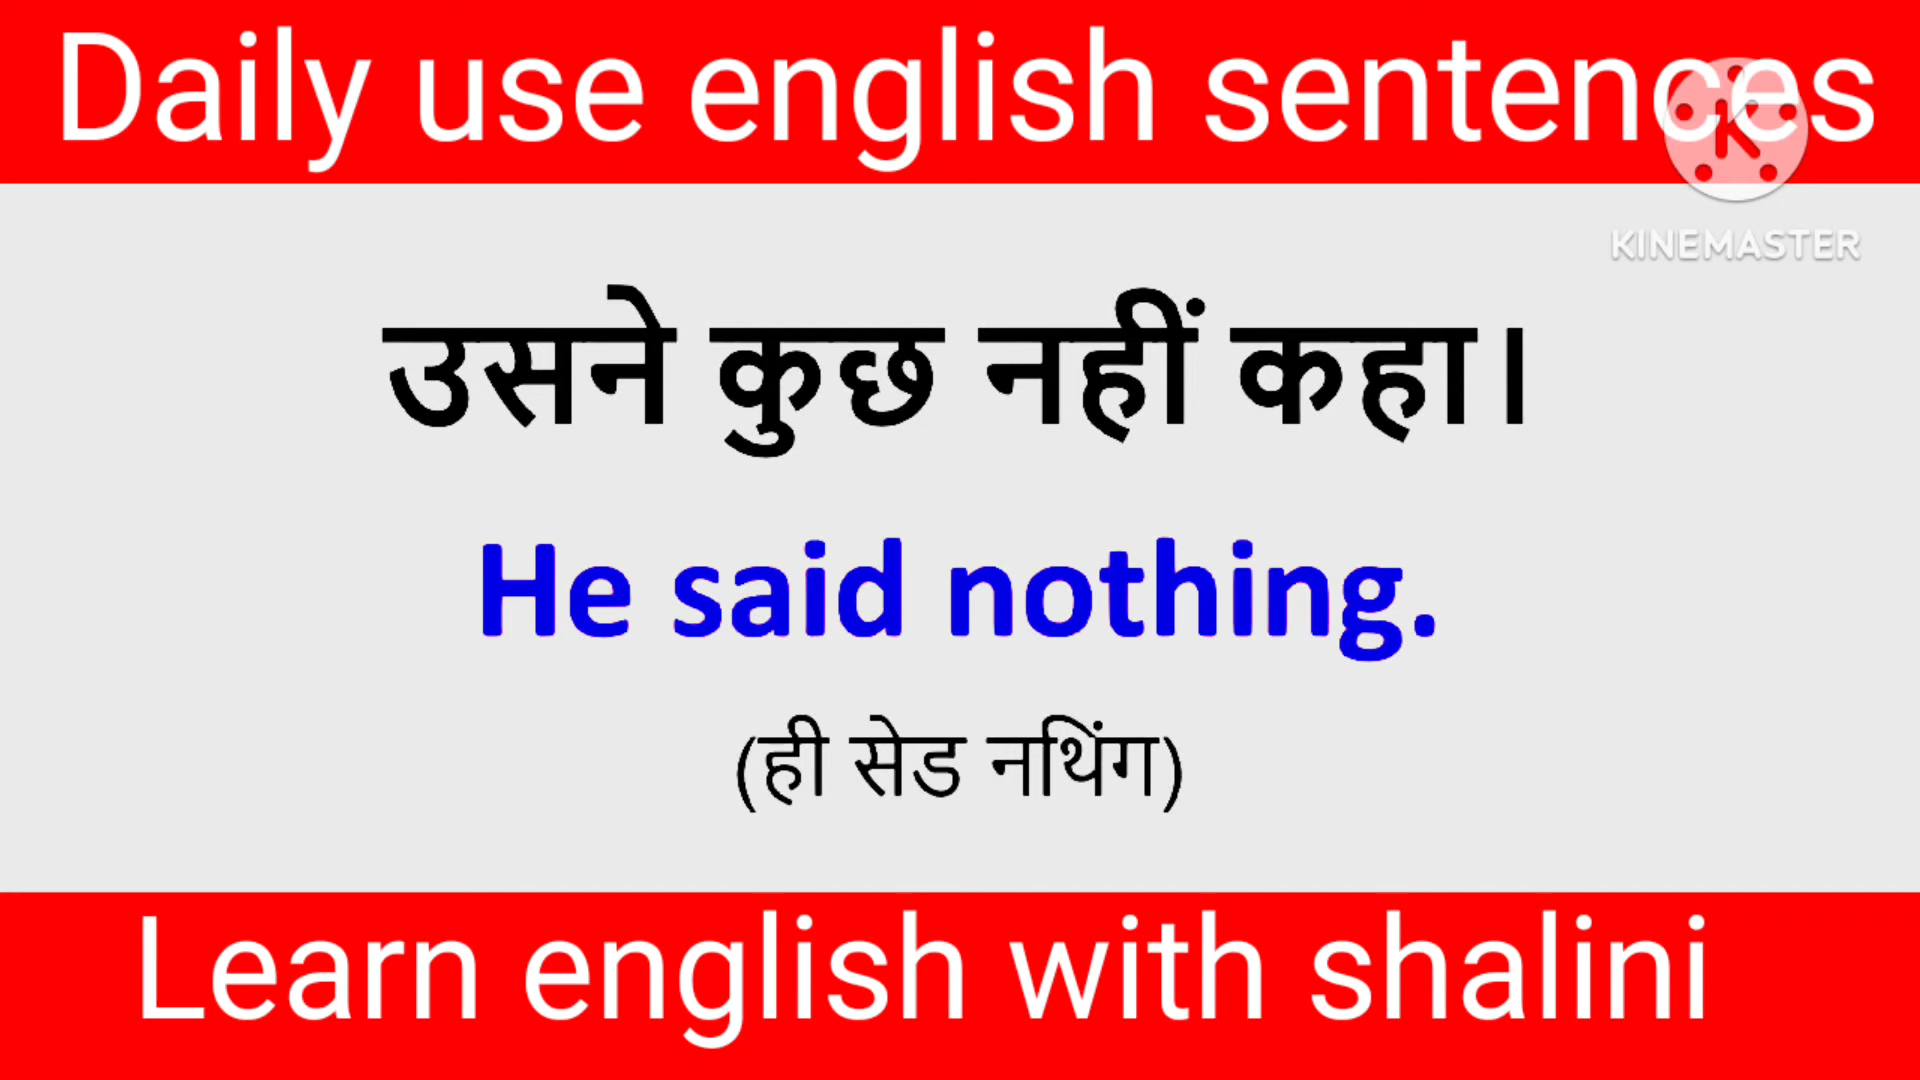 Daily use english sentences
KINEMASTER
उसने कुछ नहीं कहा।
He said nothing.
(ही सेड नथिंग)
Learn english with shalini